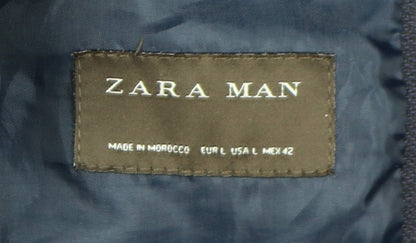 ZARA MAN
MADE IN MOROCCO EUR L USA L MEX 42